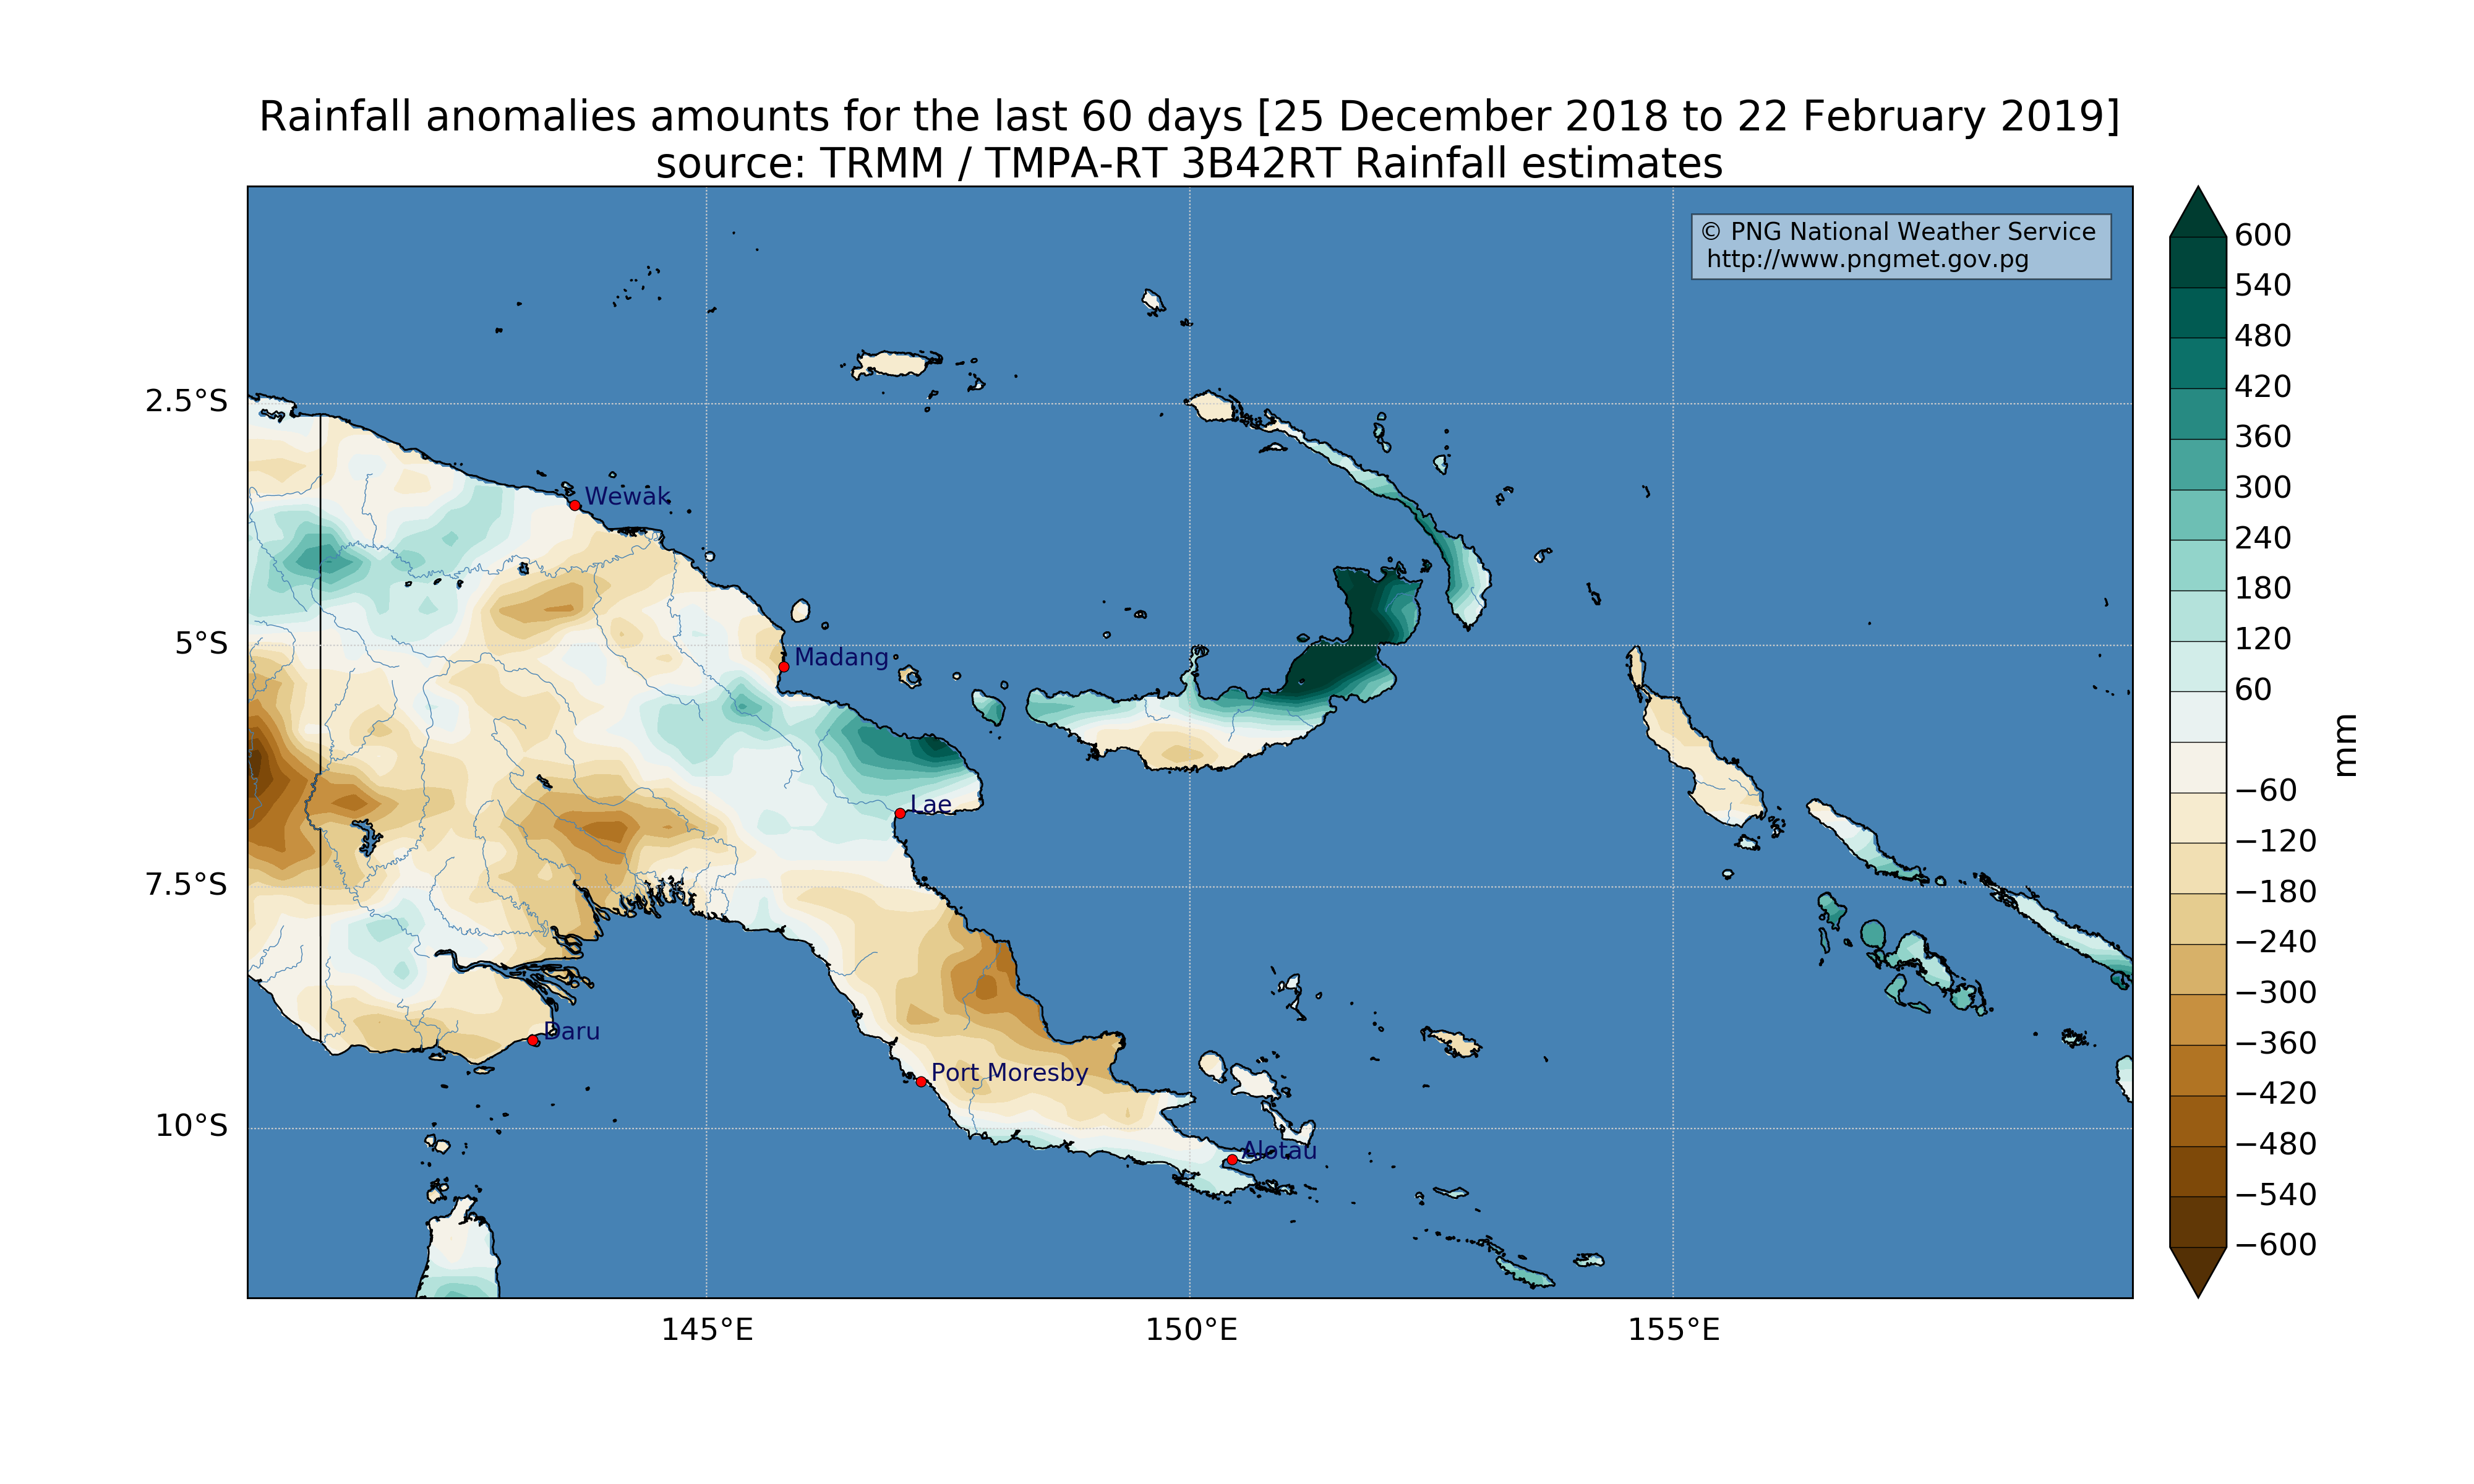 Rainfall anomalies amounts for the last 60 days [25 December 2018 to 22 February 2019]
source: TRMM / TMPA-RT 3B42RT Rainfall estimates
© PNG National Weather Service
http://www.pngmet.gov.pg
2.5°S
5°S
7.5°S
10°S
Wewak
Madang
Lae
Daru
Port Moresby
Alotau
145°E
150°E
155°E
600
540
480
420
360
300
240
180
120
60
−60
−120
−180
−240
−300
−360
−420
−480
−540
−600
mm